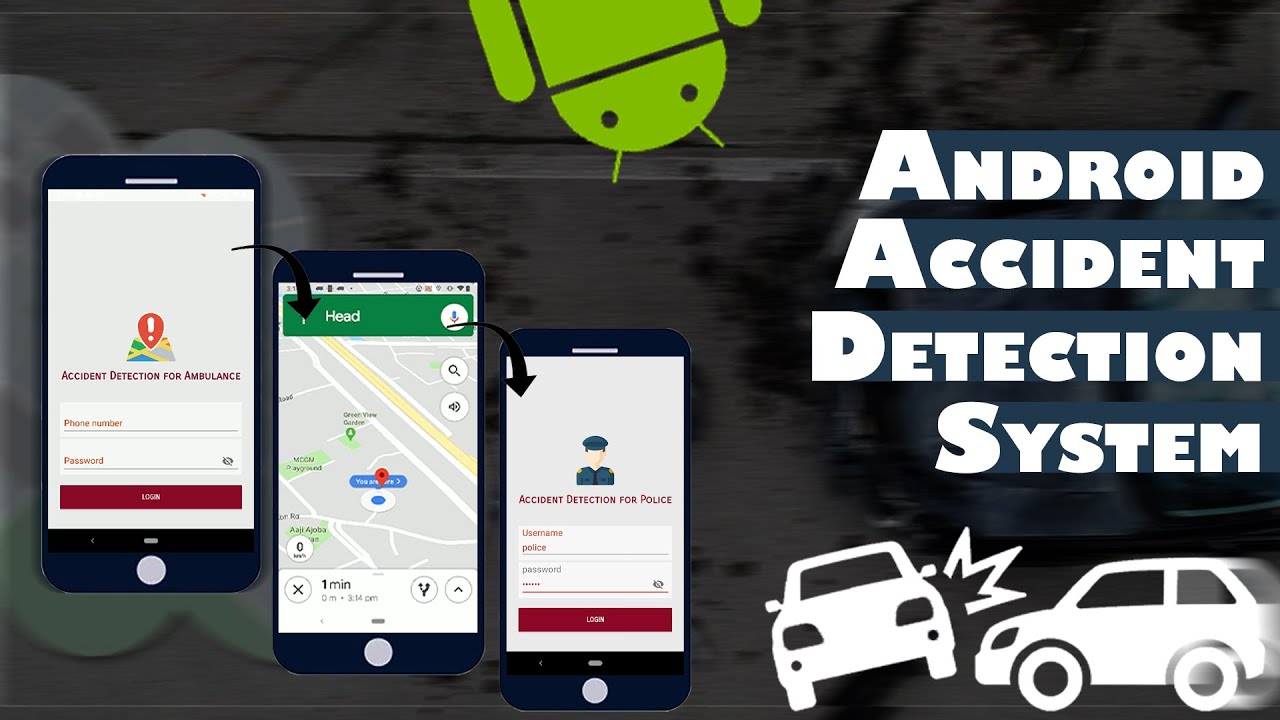 ANDROID
ACCIDENT
DETECTION
SYSTEM
ACCIDENT DETECTION FOR AMBULANCE
Phone number
Password
LOGIN
Head
Green View
Garden
MCGM
Playground
Aaji Ajoba
0
km/h
1 min
0 m • 3:14 pm
ACCIDENT DETECTION FOR POLICE
Username
police
password
••••••
LOGIN